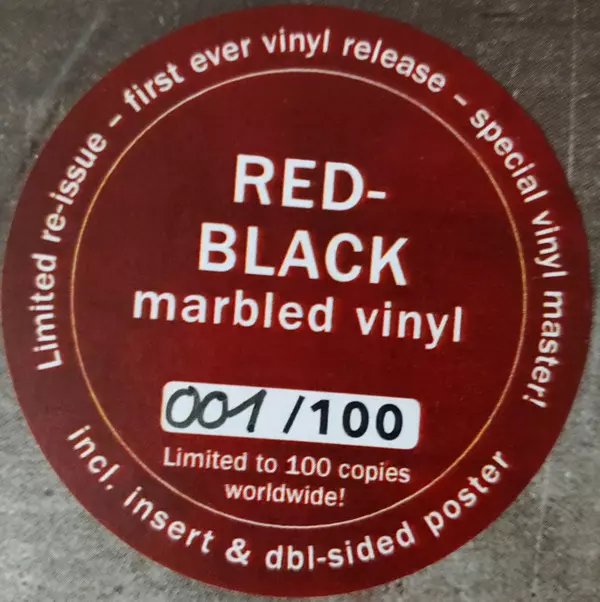 Limited re-issue – first ever vinyl release – special vinyl master!
RED-
BLACK
marbled vinyl
001/100
Limited to 100 copies
worldwide!
incl. insert & dbl-sided poster